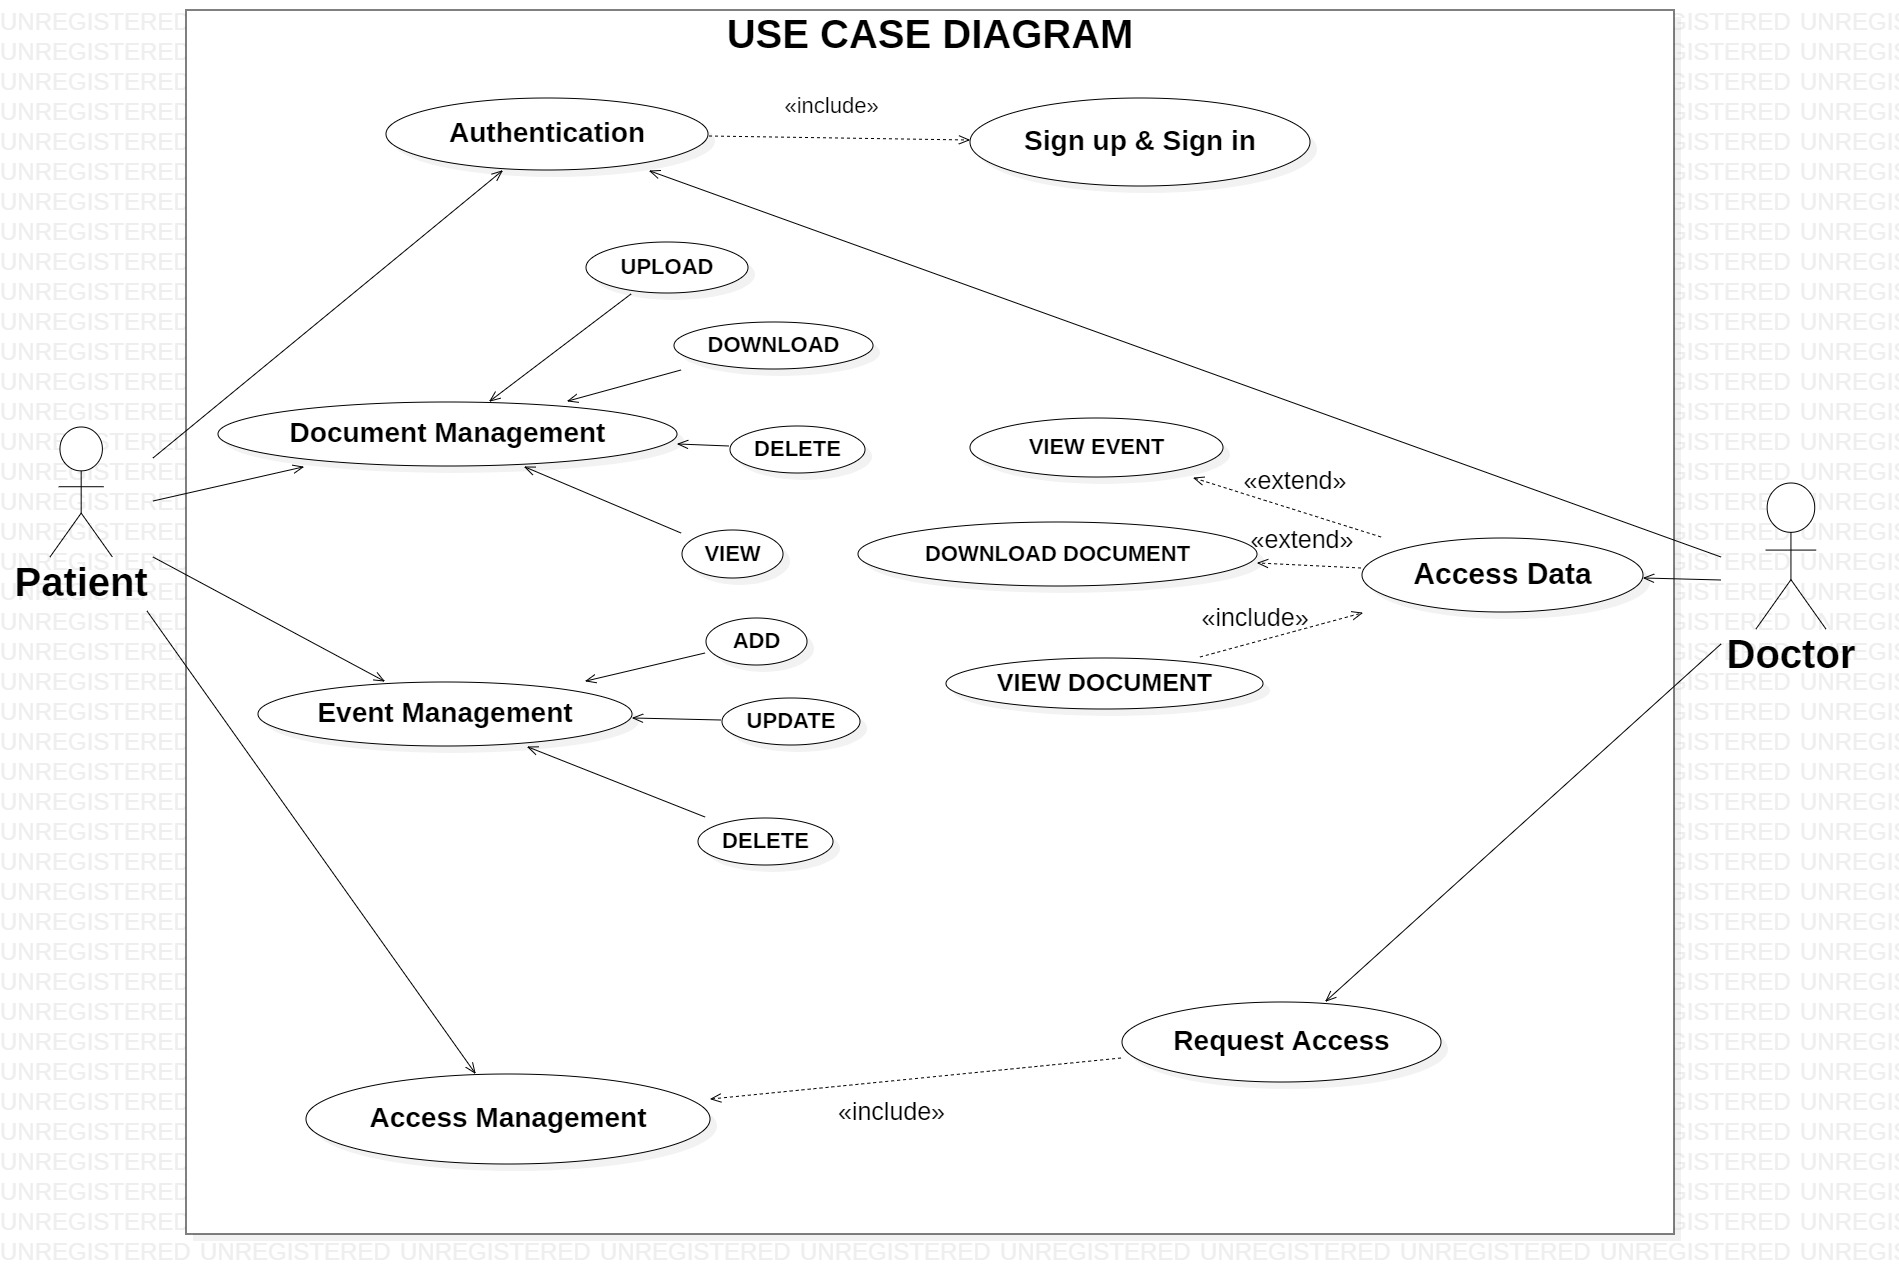 USE CASE DIAGRAM
«include»
Authentication
Sign up & Sign in
UPLOAD
DOWNLOAD
Document Management
DELETE
VIEW EVENT
«extend»
VIEW
DOWNLOAD DOCUMENT
«extend»
Access Data
Patient
«include»
ADD
Doctor
VIEW DOCUMENT
Event Management
UPDATE
DELETE
Request Access
Access Management
«include»
UNREGISTERED UNREGISTERED UNREGISTERED UNREGISTERED UNREGISTERED UNREGISTERED UNREGISTERED UNREGISTERED UNREGISTERED UNREGIS